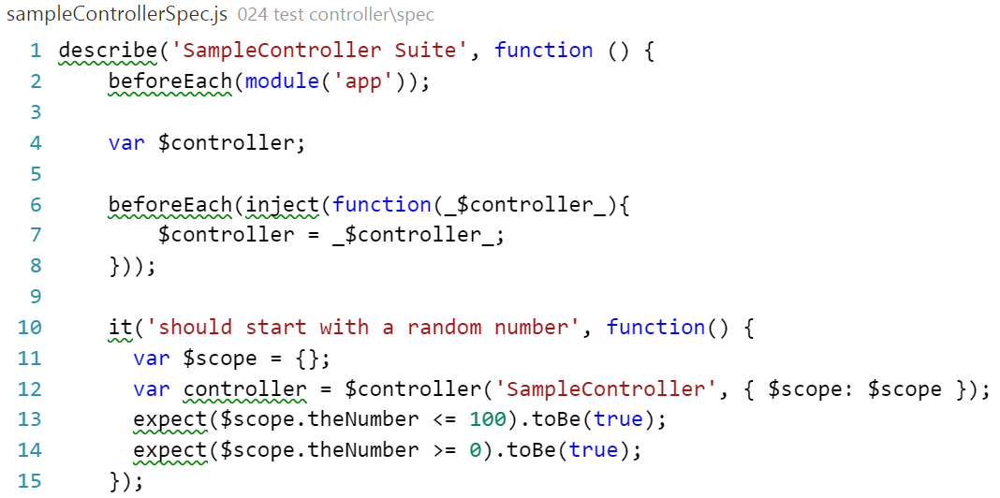 sampleControllerSpec.js 024 test controller\spec
1 describe('SampleController Suite', function () {
2     beforeEach(module('app'));
3
4     var $controller;
5
6     beforeEach(inject(function(_$controller_){
7         $controller = _$controller_;
8     }));
9
10     it('should start with a random number', function() {
11       var $scope = {};
12       var controller = $controller('SampleController', { $scope: $scope });
13       expect($scope.theNumber <= 100).toBe(true);
14       expect($scope.theNumber >= 0).toBe(true);
15     });